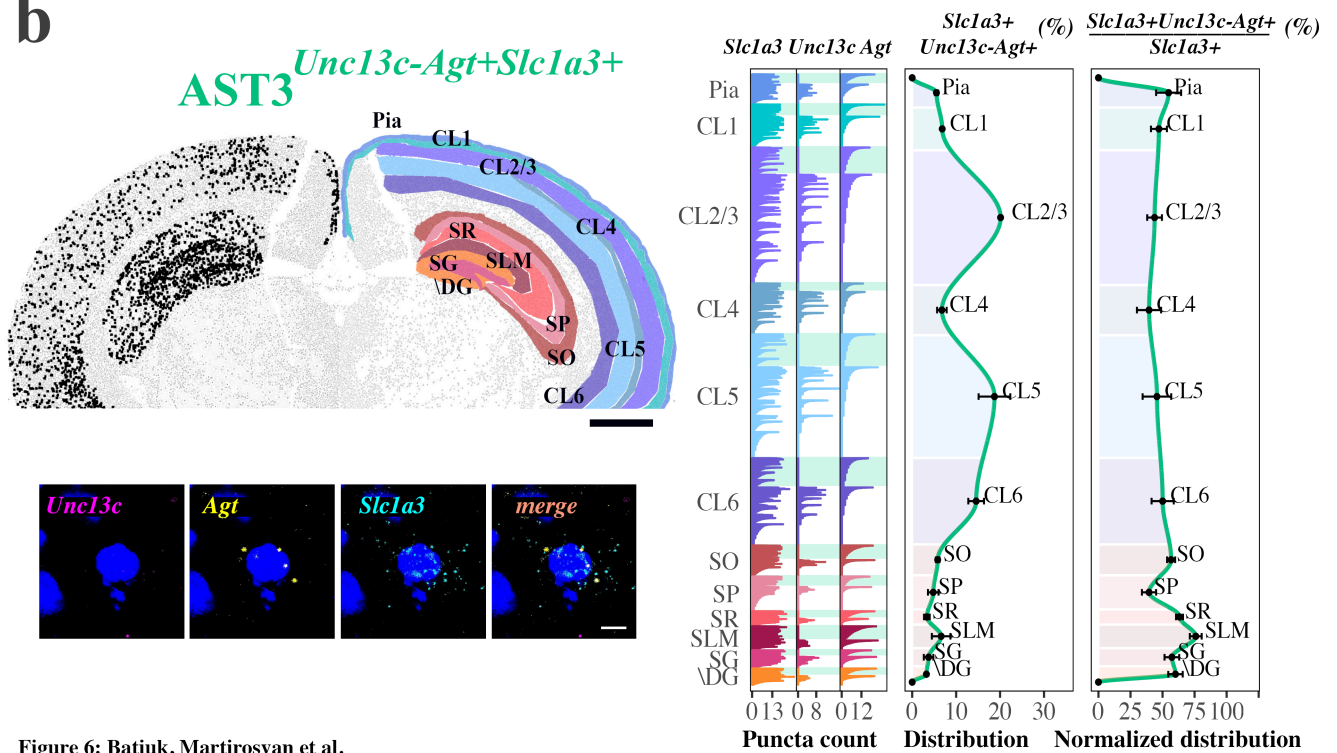 b
AST3 Unc13c-Agt+Slc1a3+
Pia
CL1
CL2/3
CL4
SR
SG
SLM
\DG
SP
SO
CL5
CL6
Unc13c
Agt
Slc1a3
merge
Slc1a3 Unc13c Agt
Pia
CL1
CL2/3
CL4
CL5
CL6
SO
SP
SR
SLM
SG
\DG
0 13 0 8 0 12
Puncta count
Slc1a3+ (%)
Unc13c-Agt+
Pia
CL1
CL2/3
CL4
CL5
CL6
SO
SP
SR
SLM
SG
\DG
0 10 20 30
Distribution
Slc1a3+Unc13c-Agt+ (%)
Slc1a3+
Pia
CL1
CL2/3
CL4
CL5
CL6
SO
SP
SR
SLM
SG
\DG
0 25 50 75 100
Normalized distribution
Figure 6: Batiuk, Martirosyan et al.